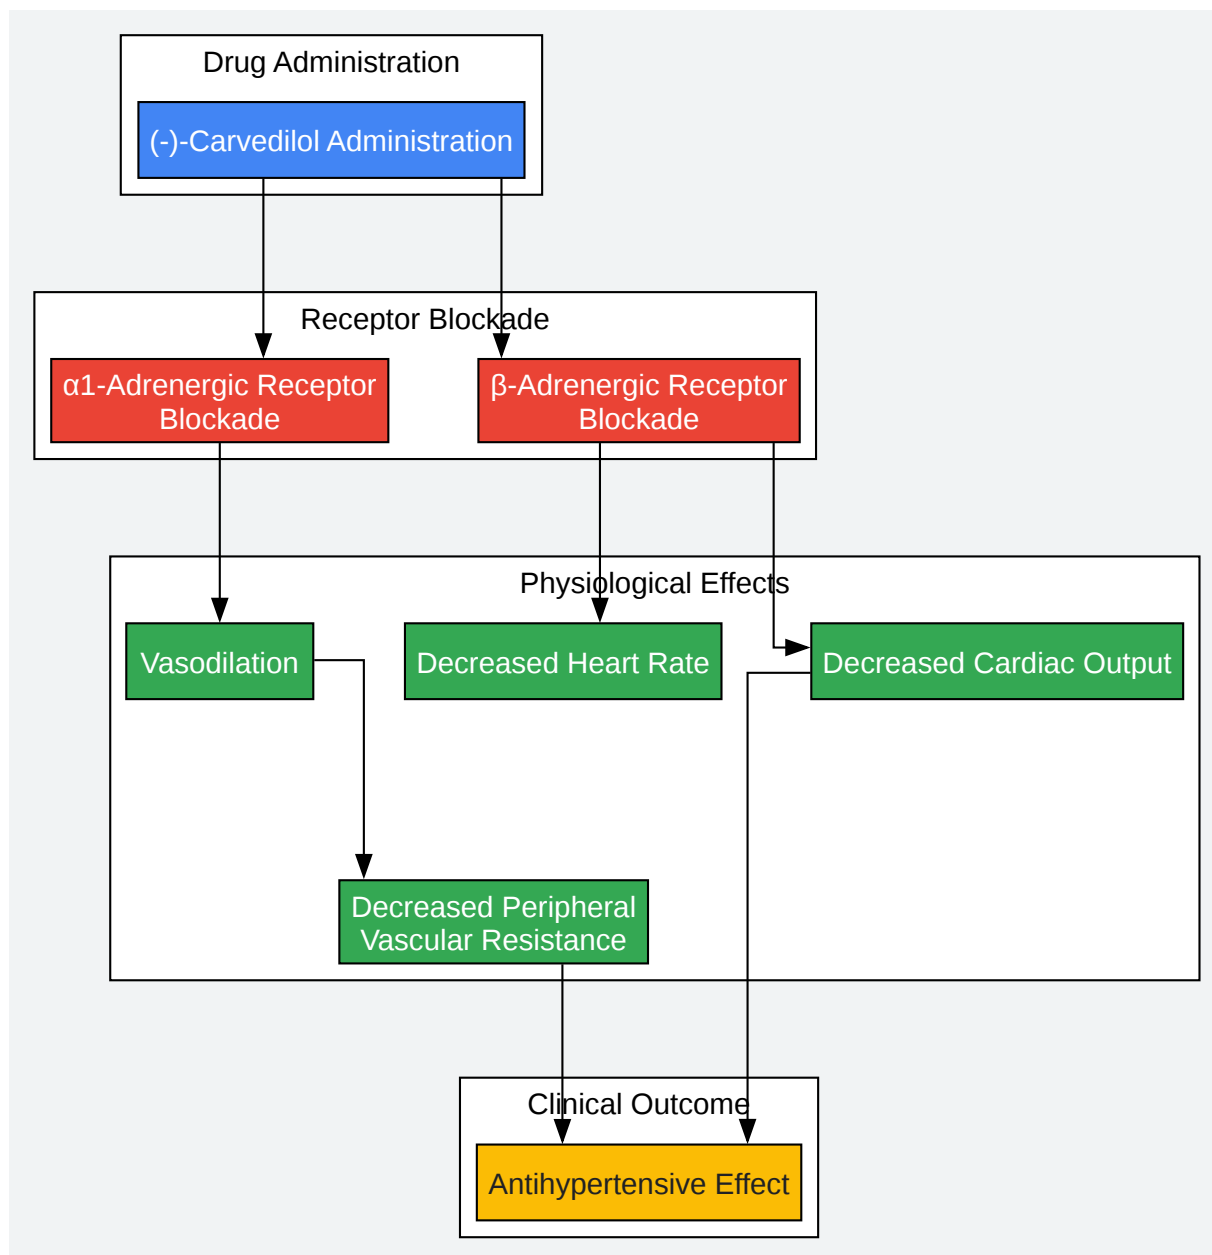 Drug Administration
(-)-Carvedilol Administration
Receptor Blockade
α1-Adrenergic Receptor
Blockade
β-Adrenergic Receptor
Blockade
Physiological Effects
Vasodilation
Decreased Heart Rate
Decreased Cardiac Output
Decreased Peripheral
Vascular Resistance
Clinical Outcome
Antihypertensive Effect